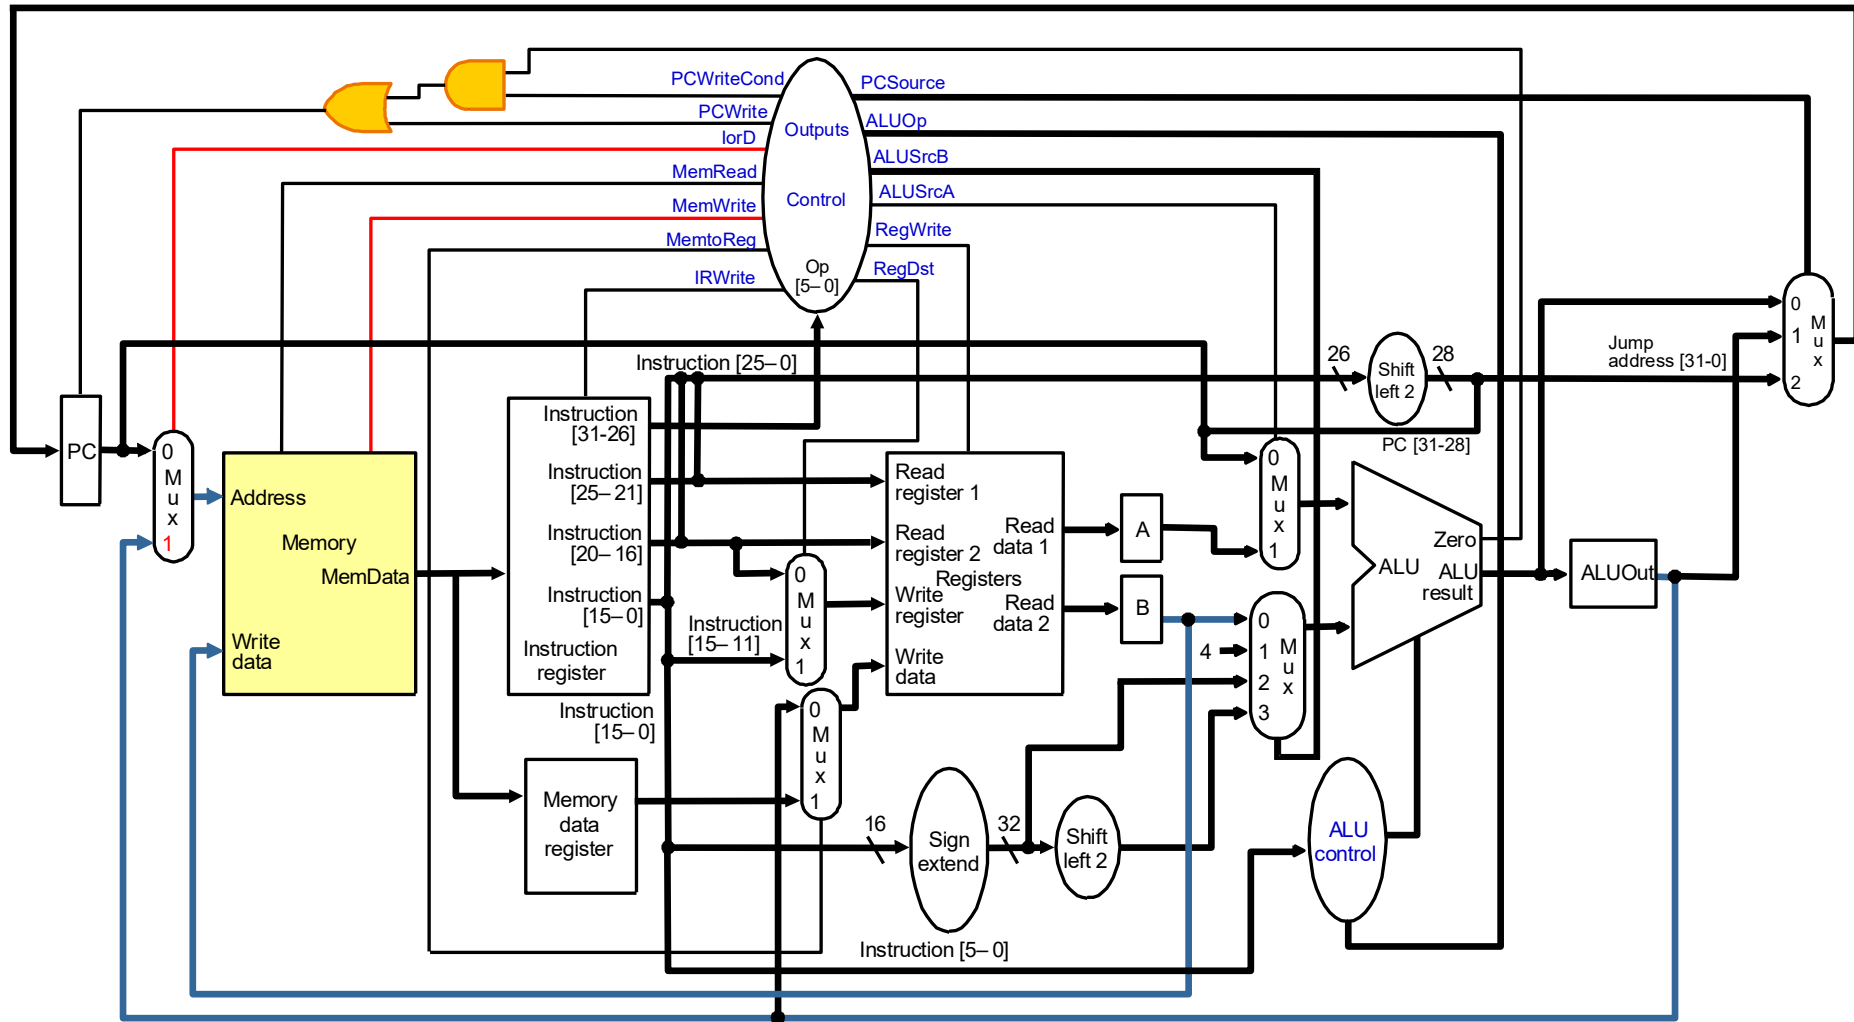 PCWriteCond
PCWrite
IorD
MemRead
MemWrite
MemtoReg
IRWrite
Outputs
Control
Op
[5–0]
PCSource
ALUOp
ALUSrcB
ALUSrcA
RegWrite
RegDst
Instruction [25–0]
26
Shift
left 2
28
Jump
address [31-0]
PC [31-28]
0
1
2
M
u
x
PC
0
M
u
x
1
Address
Memory
MemData
Write
data
Instruction
[31-26]
Instruction
[25–21]
Instruction
[20–16]
Instruction
[15–0]
Instruction
register
Instruction
[15–11]
0
M
u
x
1
Read
register 1
Read
register 2
Registers
Write
register
Write
data
Read
data 1
Read
data 2
A
B
0
M
u
x
1
4
0
1
2
3
M
u
x
Zero
ALU
ALU
result
ALUOut
Instruction
[15–0]
0
M
u
x
1
Memory
data
register
16
Sign
extend
32
Shift
left 2
ALU
control
Instruction [5–0]